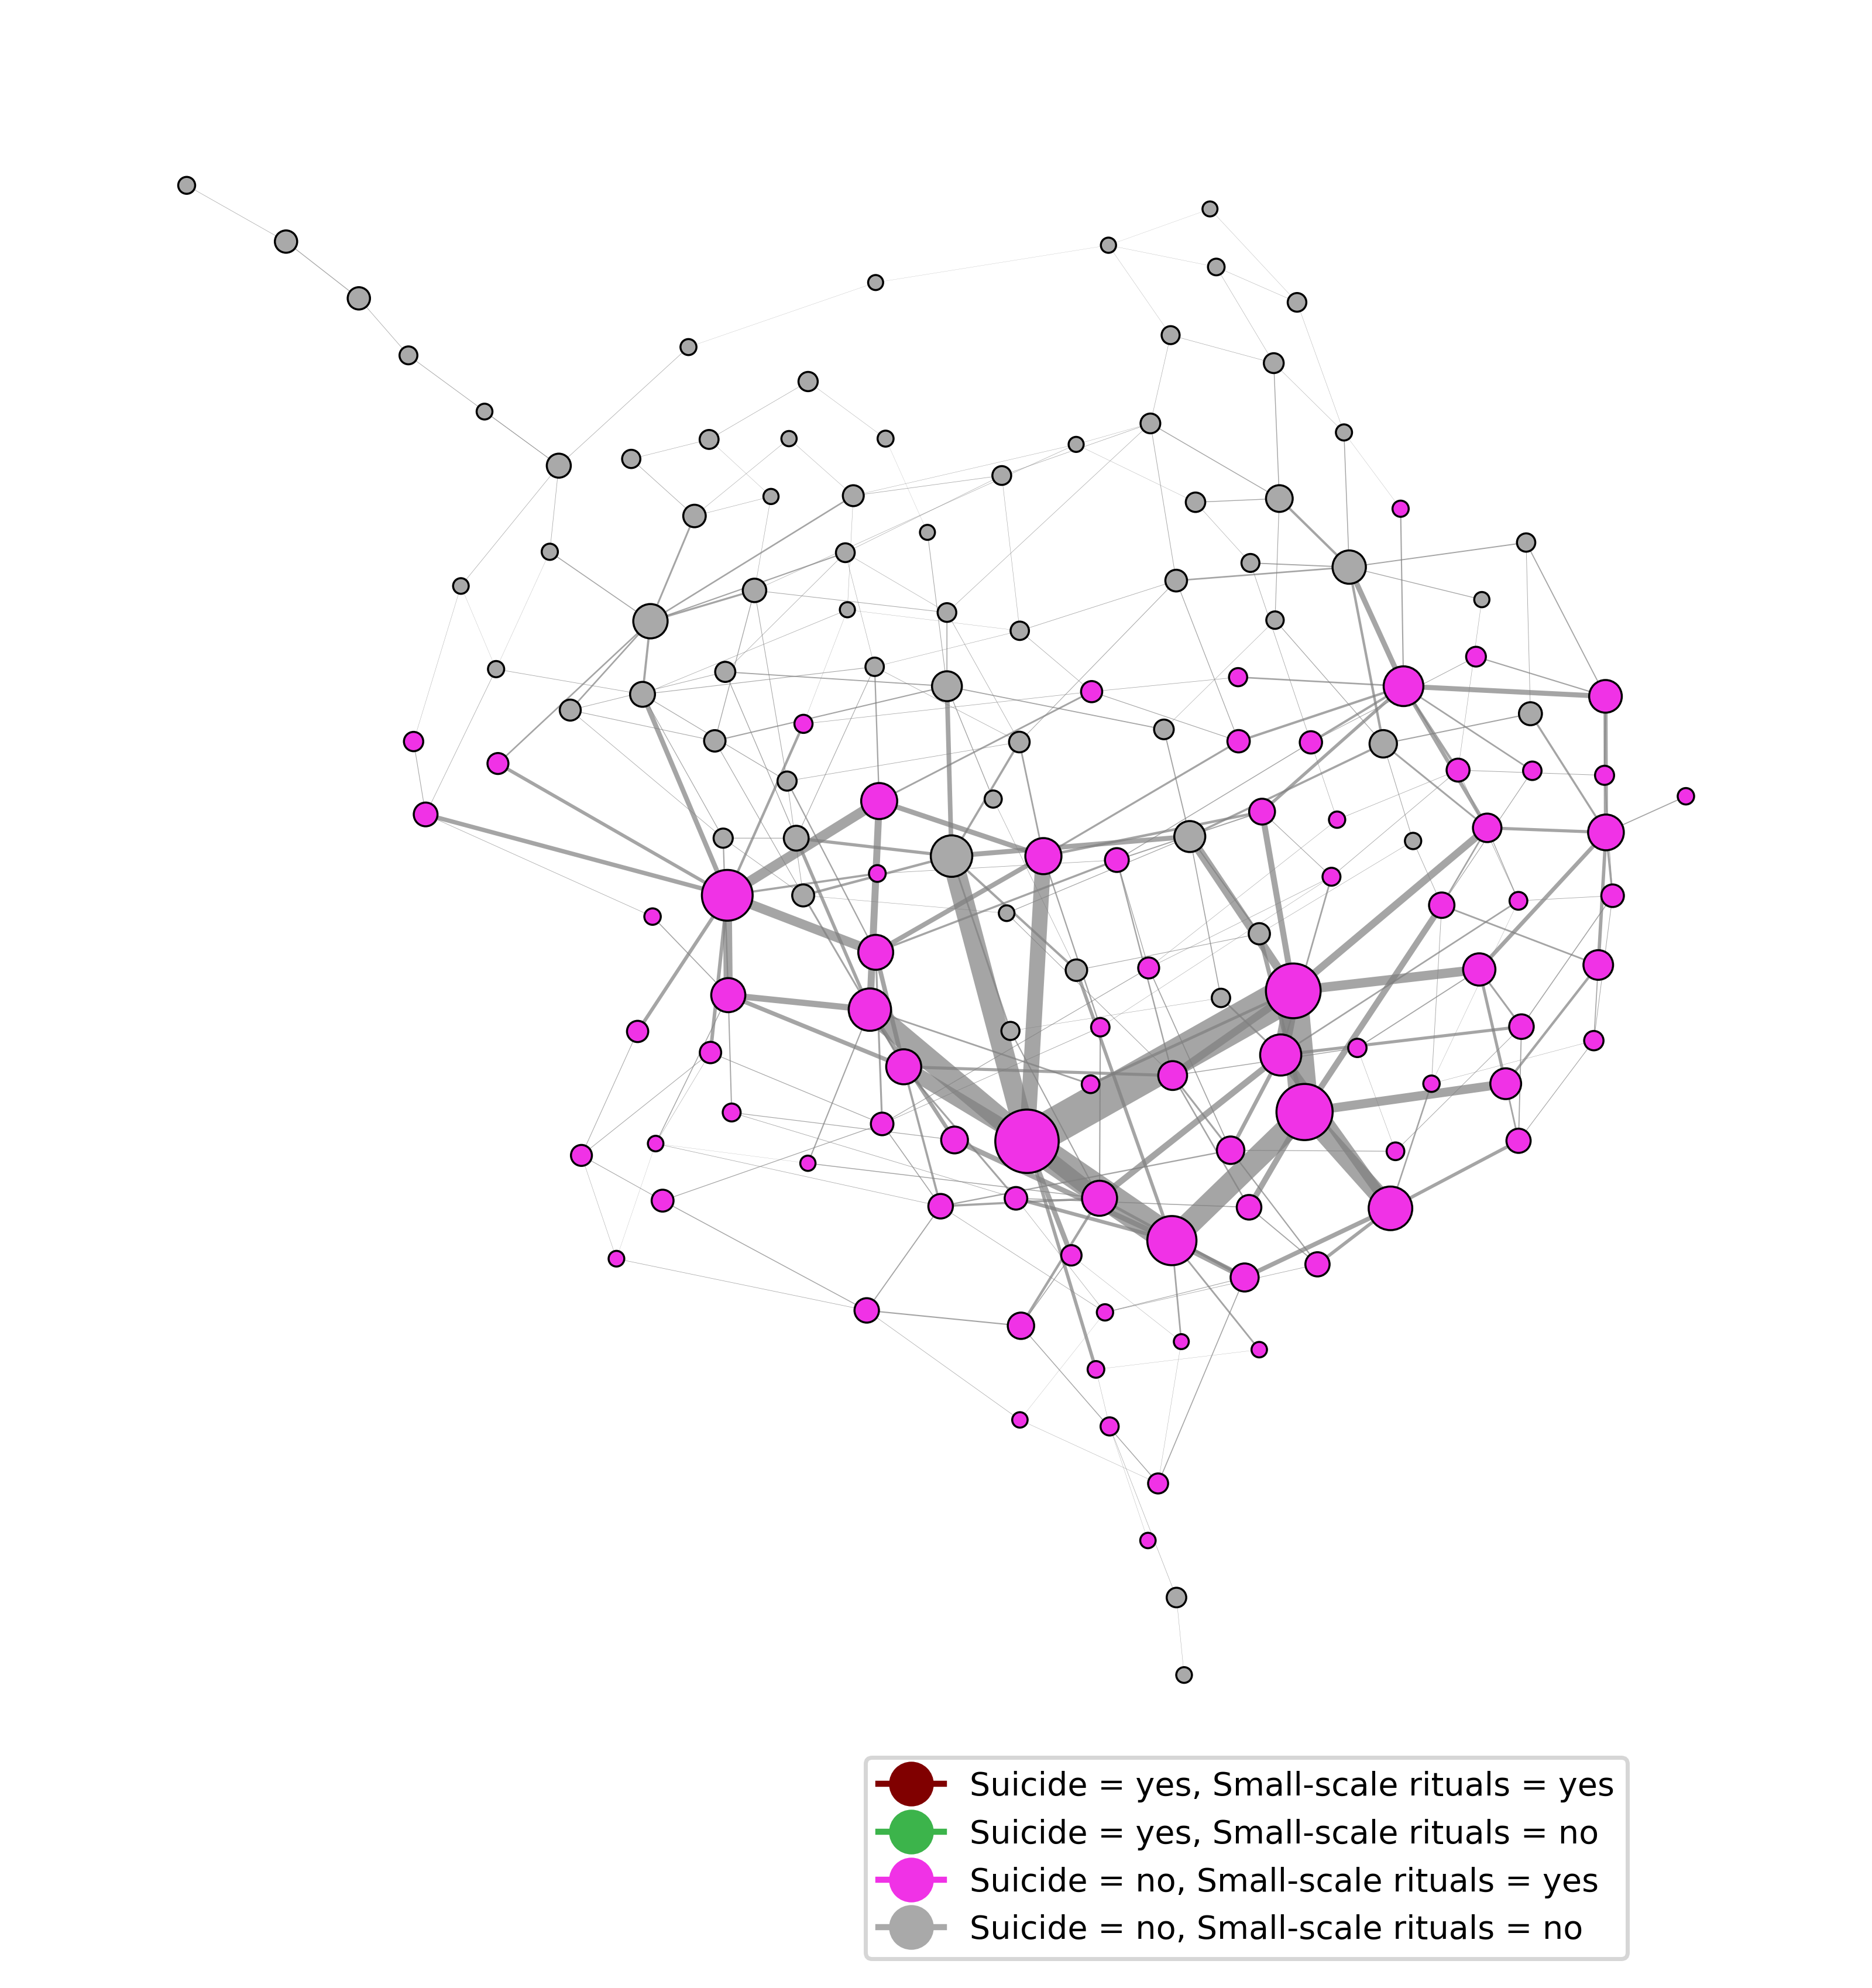 Suicide = yes, Small-scale rituals = yes
Suicide = yes, Small-scale rituals = no
Suicide = no, Small-scale rituals = yes
Suicide = no, Small-scale rituals = no